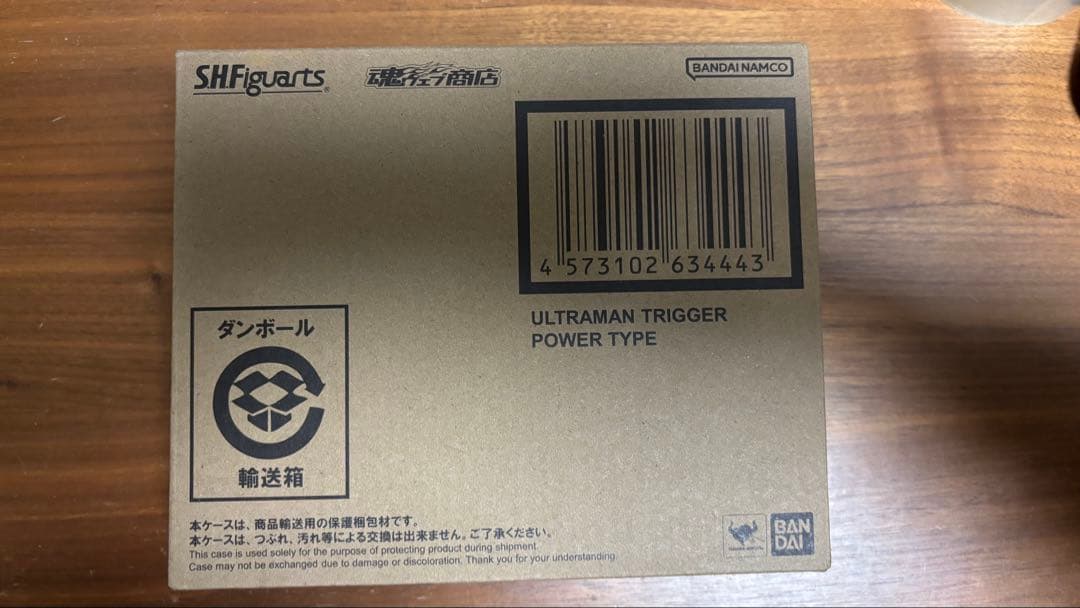 S.H.Figuarts
魂ウェブ商店
BANDAI NAMCO
4 573102 634443
ULTRAMAN TRIGGER
POWER TYPE
ダンボール
輸送箱
本ケースは、商品輸送用の保護梱包材です。
本ケースは、つぶれ、汚れ等による交換は出来ません。ご了承ください。
This case is used solely for the purpose of protecting product during shipment.
Case may not be exchanged due to damage or discoloration. Thank you for your understanding.
BAN
DAI